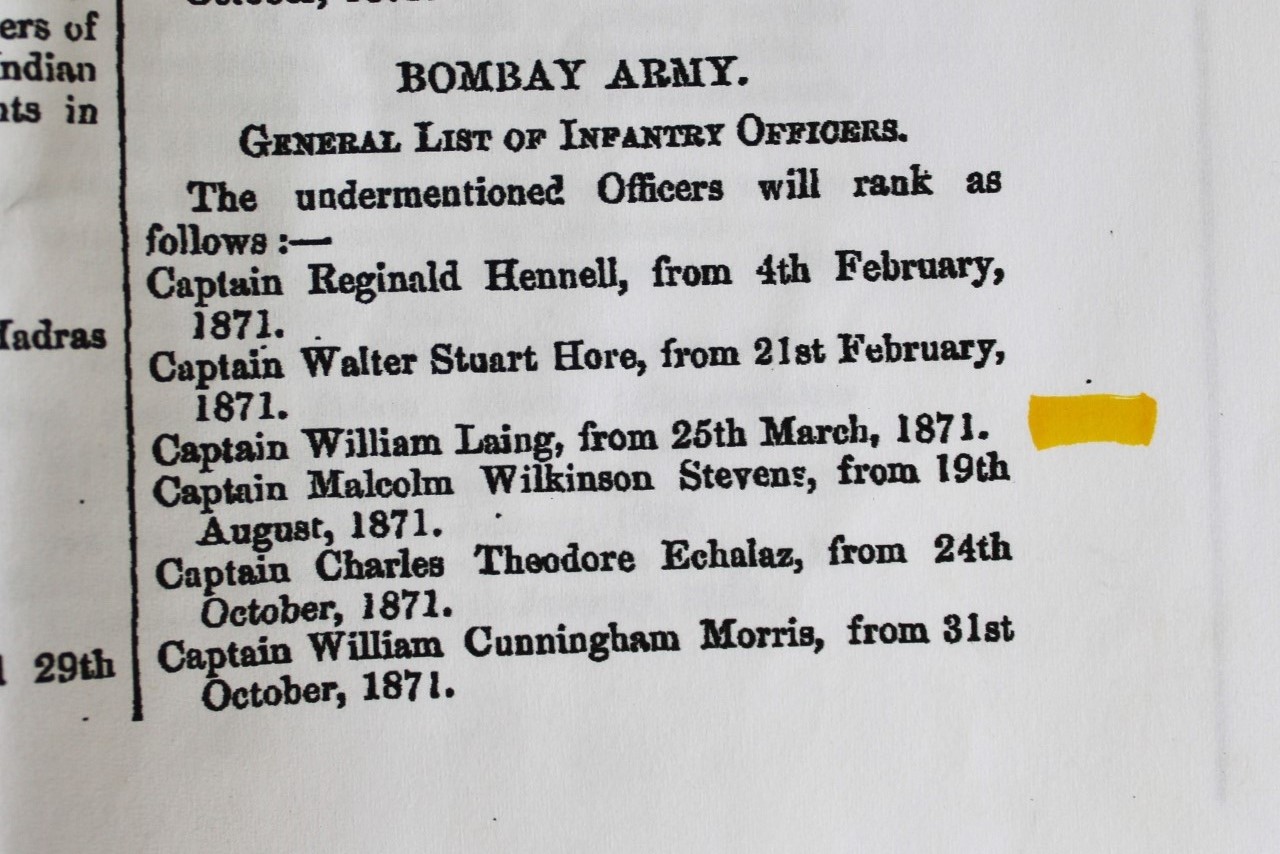 ers of
ndian
nts in
Madras
29th
BOMBAY ARMY.
GENERAL LIST OF INFANTRY OFFICERS.
The undermentioned Officers will rank as
follows :—
Captain Reginald Hennell, from 4th February,
1871.
Captain Walter Stuart Hore, from 21st February,
1871.
Captain William Laing, from 25th March, 1871.
Captain Malcolm Wilkinson Stevens, from 19th
August, 1871.
Captain Charles Theodore Echalaz, from 24th
October, 1871.
Captain William Cunningham Morris, from 31st
October, 1871.